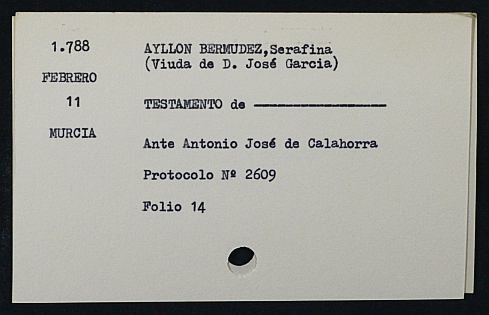 1.788
FEBRERO
11
MURCIA
AYLLON BERMUDEZ,Serafina
(Viuda de D. José Garcia)
TESTAMENTO de ——————————
Ante Antonio José de Calahorra
Protocolo Nº 2609
Folio 14